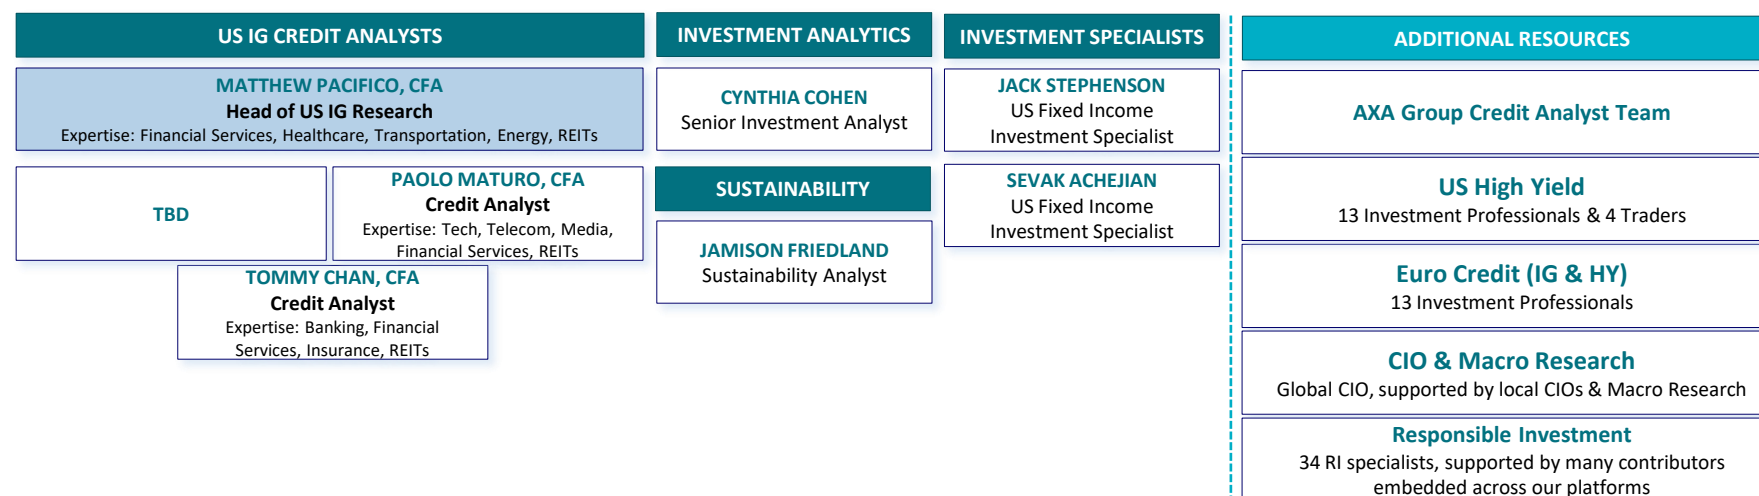 US IG CREDIT ANALYSTS
MATTHEW PACIFICO, CFA
Head of US IG Research
Expertise: Financial Services, Healthcare, Transportation, Energy, REITs
TBD
PAOLO MATURO, CFA
Credit Analyst
Expertise: Tech, Telecom, Media,
Financial Services, REITs
TOMMY CHAN, CFA
Credit Analyst
Expertise: Banking, Financial
Services, Insurance, REITs
INVESTMENT ANALYTICS
CYNTHIA COHEN
Senior Investment Analyst
SUSTAINABILITY
JAMISON FRIEDLAND
Sustainability Analyst
INVESTMENT SPECIALISTS
JACK STEPHENSON
US Fixed Income
Investment Specialist
SEVAK ACHEJIAN
US Fixed Income
Investment Specialist
ADDITIONAL RESOURCES
AXA Group Credit Analyst Team
US High Yield
13 Investment Professionals & 4 Traders
Euro Credit (IG & HY)
13 Investment Professionals
CIO & Macro Research
Global CIO, supported by local CIOs & Macro Research
Responsible Investment
34 RI specialists, supported by many contributors
embedded across our platforms